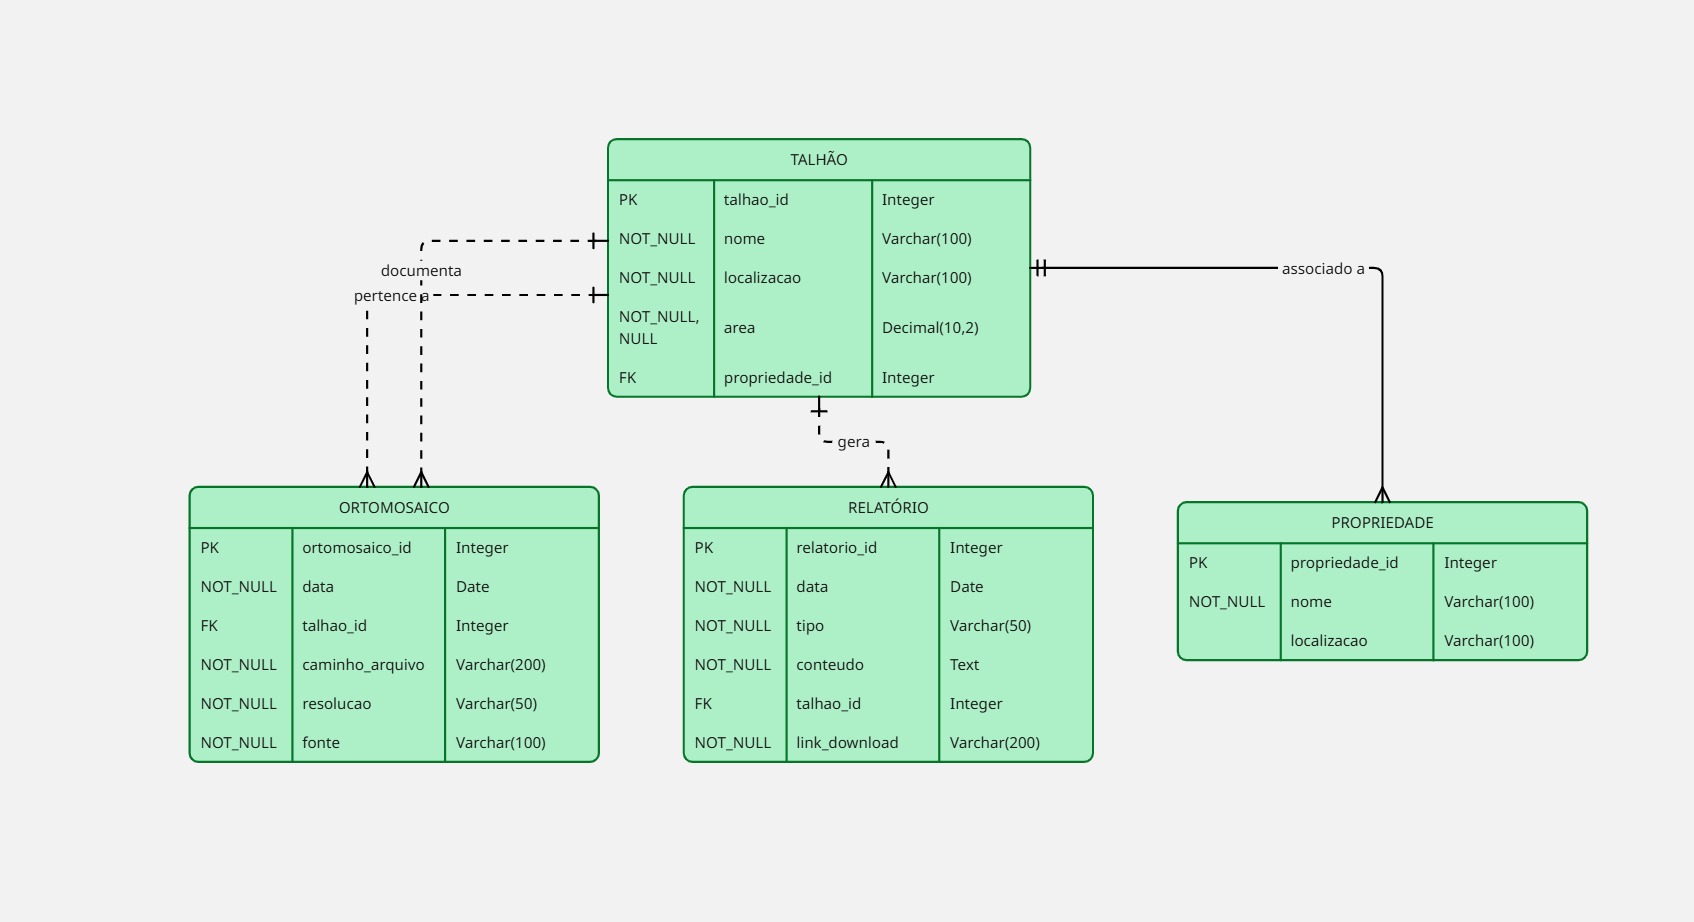 TALHÃO
PK talhao_id Integer
NOT_NULL nome Varchar(100)
NOT_NULL localizacao Varchar(100)
NOT_NULL,
NULL area Decimal(10,2)
FK propriedade_id Integer
documenta
pertence a
associado a
gera
ORTOMOSAICO
PK ortomosaico_id Integer
NOT_NULL data Date
FK talhao_id Integer
NOT_NULL caminho_arquivo Varchar(200)
NOT_NULL resolucao Varchar(50)
NOT_NULL fonte Varchar(100)
RELATÓRIO
PK relatorio_id Integer
NOT_NULL data Date
NOT_NULL tipo Varchar(50)
NOT_NULL conteudo Text
FK talhao_id Integer
NOT_NULL link_download Varchar(200)
PROPRIEDADE
PK propriedade_id Integer
NOT_NULL nome Varchar(100)
localizacao Varchar(100)